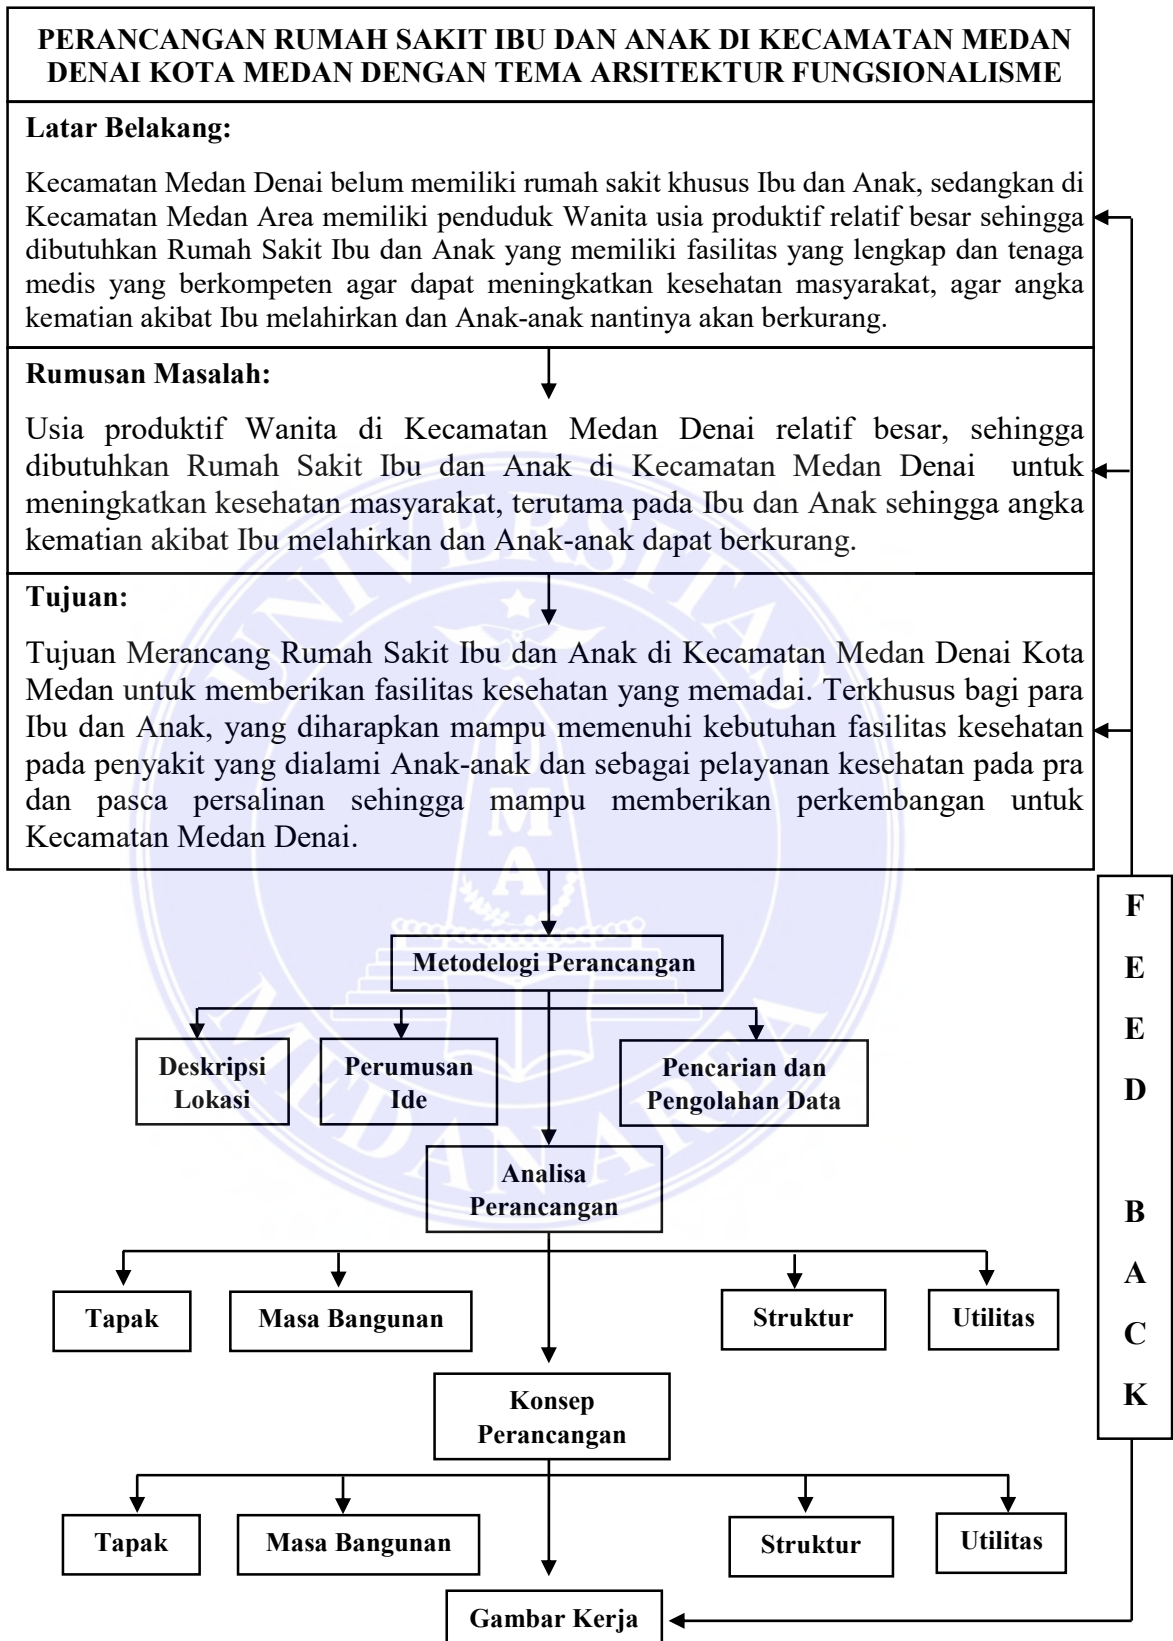 PERANCANGAN RUMAH SAKIT IBU DAN ANAK DI KECAMATAN MEDAN
DENAI KOTA MEDAN DENGAN TEMA ARSITEKTUR FUNGSIONALISME
Latar Belakang:
Kecamatan Medan Denai belum memiliki rumah sakit khusus Ibu dan Anak, sedangkan di
Kecamatan Medan Area memiliki penduduk Wanita usia produktif relatif besar sehingga
dibutuhkan Rumah Sakit Ibu dan Anak yang memiliki fasilitas yang lengkap dan tenaga
medis yang berkompeten agar dapat meningkatkan kesehatan masyarakat, agar angka
kematian akibat Ibu melahirkan dan Anak-anak nantinya akan berkurang.
Rumusan Masalah:
Usia produktif Wanita di Kecamatan Medan Denai relatif besar, sehingga
dibutuhkan Rumah Sakit Ibu dan Anak di Kecamatan Medan Denai untuk
meningkatkan kesehatan masyarakat, terutama pada Ibu dan Anak sehingga angka
kematian akibat Ibu melahirkan dan Anak-anak dapat berkurang.
Tujuan:
Tujuan Merancang Rumah Sakit Ibu dan Anak di Kecamatan Medan Denai Kota
Medan untuk memberikan fasilitas kesehatan yang memadai. Terkhusus bagi para
Ibu dan Anak, yang diharapkan mampu memenuhi kebutuhan fasilitas kesehatan
pada penyakit yang dialami Anak-anak dan sebagai pelayanan kesehatan pada pra
dan pasca persalinan sehingga mampu memberikan perkembangan untuk
Kecamatan Medan Denai.
Metodelogi Perancangan
Deskripsi
Lokasi
Perumusan
Ide
Pencarian dan
Pengolahan Data
Analisa
Perancangan
Tapak
Masa Bangunan
Struktur
Utilitas
Konsep
Perancangan
Tapak
Masa Bangunan
Struktur
Utilitas
Gambar Kerja
F
E
E
D
B
A
C
K
UNIVERSITAS
U
M
A
MEDAN AREA